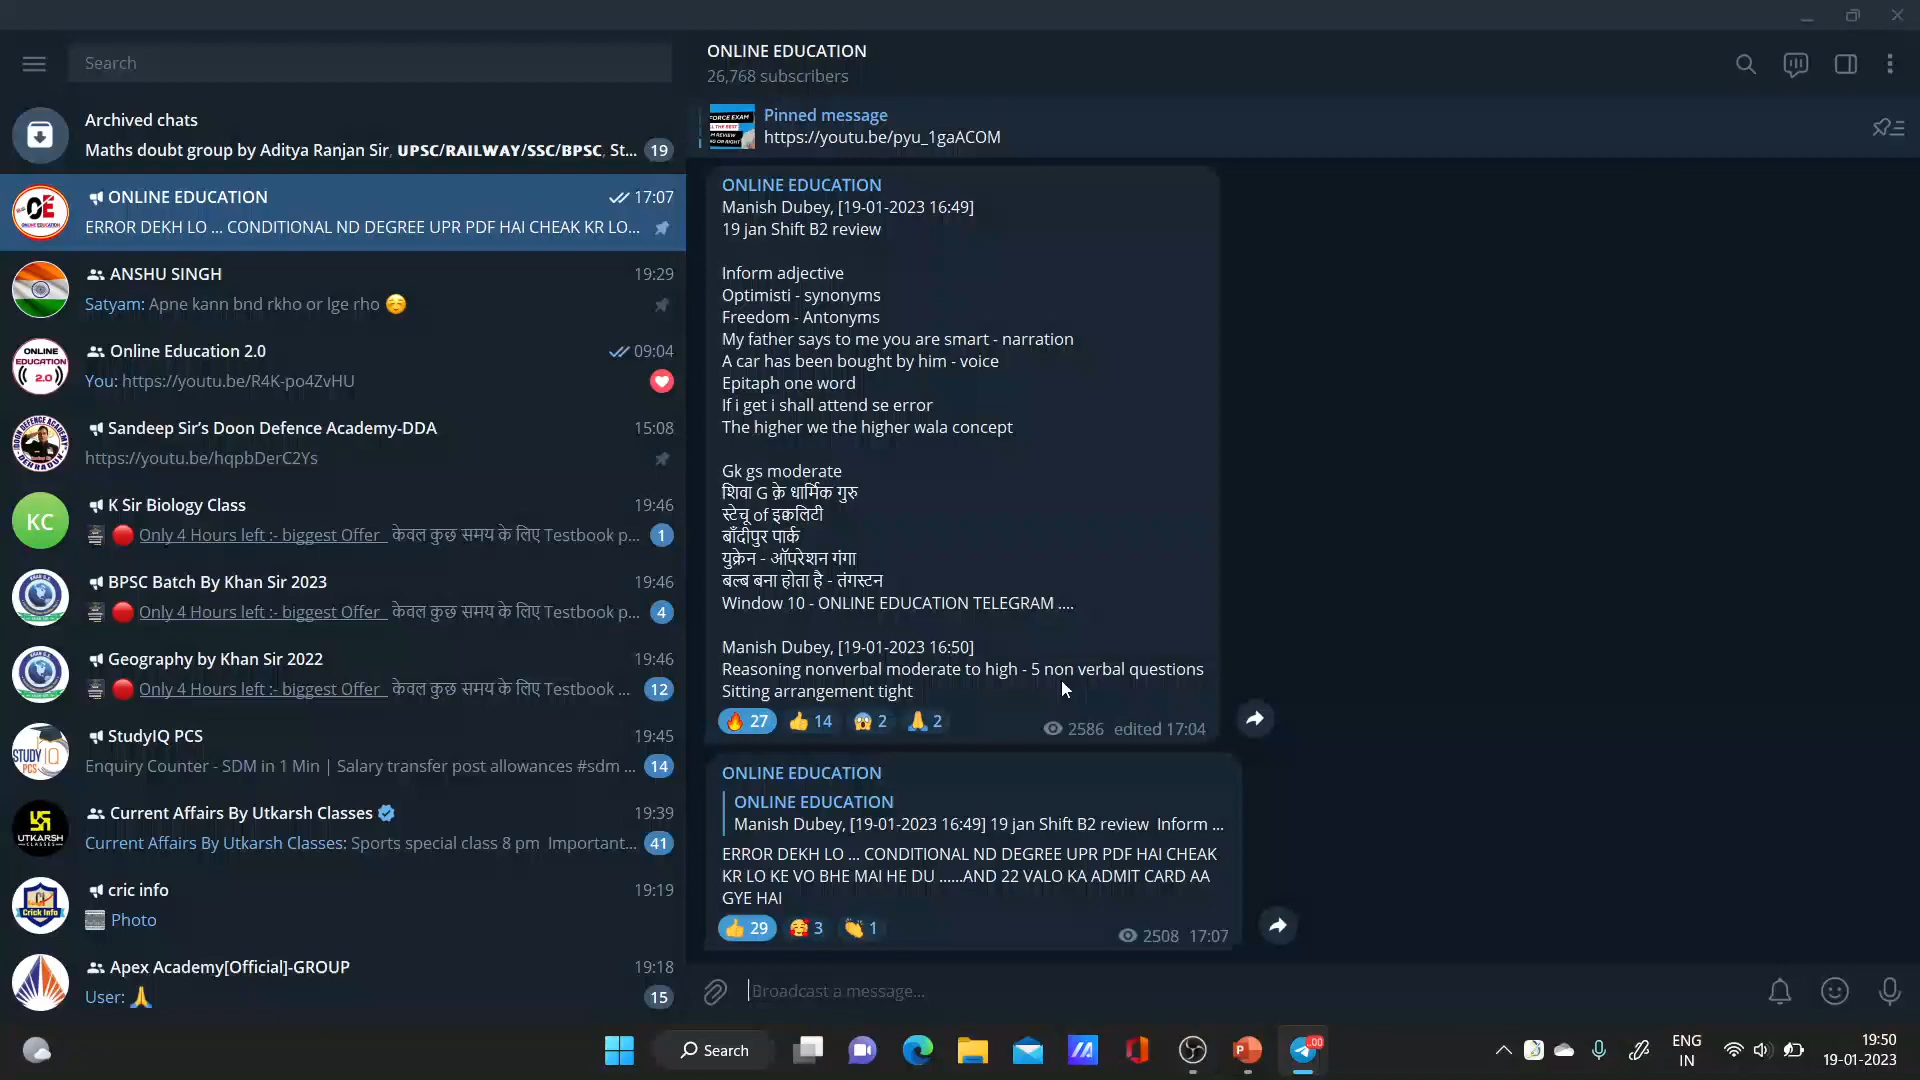 Search
Archived chats
Maths doubt group by Aditya Ranjan Sir, UPSC/RAILWAY/SSC/BPSC, St... 19
ONLINE EDUCATION 17:07
ERROR DEKH LO ... CONDITIONAL ND DEGREE UPR PDF HAI CHEAK KR LO...
ANSHU SINGH 19:29
Satyam: Apne kann bnd rkho or lge rho ☺️
ONLINE EDUCATION 2.0
Online Education 2.0 09:04
You: https://youtu.be/R4K-po4ZvHU
Sandeep Sir's Doon Defence Academy-DDA 15:08
https://youtu.be/hqpbDerC2Ys
KC
K Sir Biology Class 19:46
Only 4 Hours left :- biggest Offer केवल कुछ समय के लिए Testbook p... 1
BPSC Batch By Khan Sir 2023 19:46
Only 4 Hours left :- biggest Offer केवल कुछ समय के लिए Testbook p... 4
Geography by Khan Sir 2022 19:46
Only 4 Hours left :- biggest Offer केवल कुछ समय के लिए Testbook ... 12
STUDY IQ PCS
StudyIQ PCS 19:45
Enquiry Counter - SDM in 1 Min | Salary transfer post allowances #sdm ... 14
UTKARSH CLASSES
Current Affairs By Utkarsh Classes 19:39
Current Affairs By Utkarsh Classes: Sports special class 8 pm Important... 41
Crick Info
cric info 19:19
Photo
Apex Academy[Official]-GROUP 19:18
User: 🙏 15
ONLINE EDUCATION
26,768 subscribers
Pinned message
https://youtu.be/pyu_1gaACOM
ONLINE EDUCATION
Manish Dubey, [19-01-2023 16:49]
19 jan Shift B2 review
Inform adjective
Optimisti - synonyms
Freedom - Antonyms
My father says to me you are smart - narration
A car has been bought by him - voice
Epitaph one word
If i get i shall attend se error
The higher we the higher wala concept
Gk gs moderate
शिवा G क़े धार्मिक गुरु
स्टेचू of इक्वलिटी
बाँदीपुर पार्क
युक्रेन - ऑपरेशन गंगा
बल्ब बना होता है - तंगस्टन
Window 10 - ONLINE EDUCATION TELEGRAM ....
Manish Dubey, [19-01-2023 16:50]
Reasoning nonverbal moderate to high - 5 non verbal questions
Sitting arrangement tight
🔥 27 👍 14 😱 2 🙏 2 2586 edited 17:04
ONLINE EDUCATION
ONLINE EDUCATION
Manish Dubey, [19-01-2023 16:49] 19 jan Shift B2 review Inform ...
ERROR DEKH LO ... CONDITIONAL ND DEGREE UPR PDF HAI CHEAK
KR LO KE VO BHE MAI HE DU ......AND 22 VALO KA ADMIT CARD AA
GYE HAI
👍 29 🥰 3 👏 1 2508 17:07
Broadcast a message...
Search
ENG
IN
19:50
19-01-2023